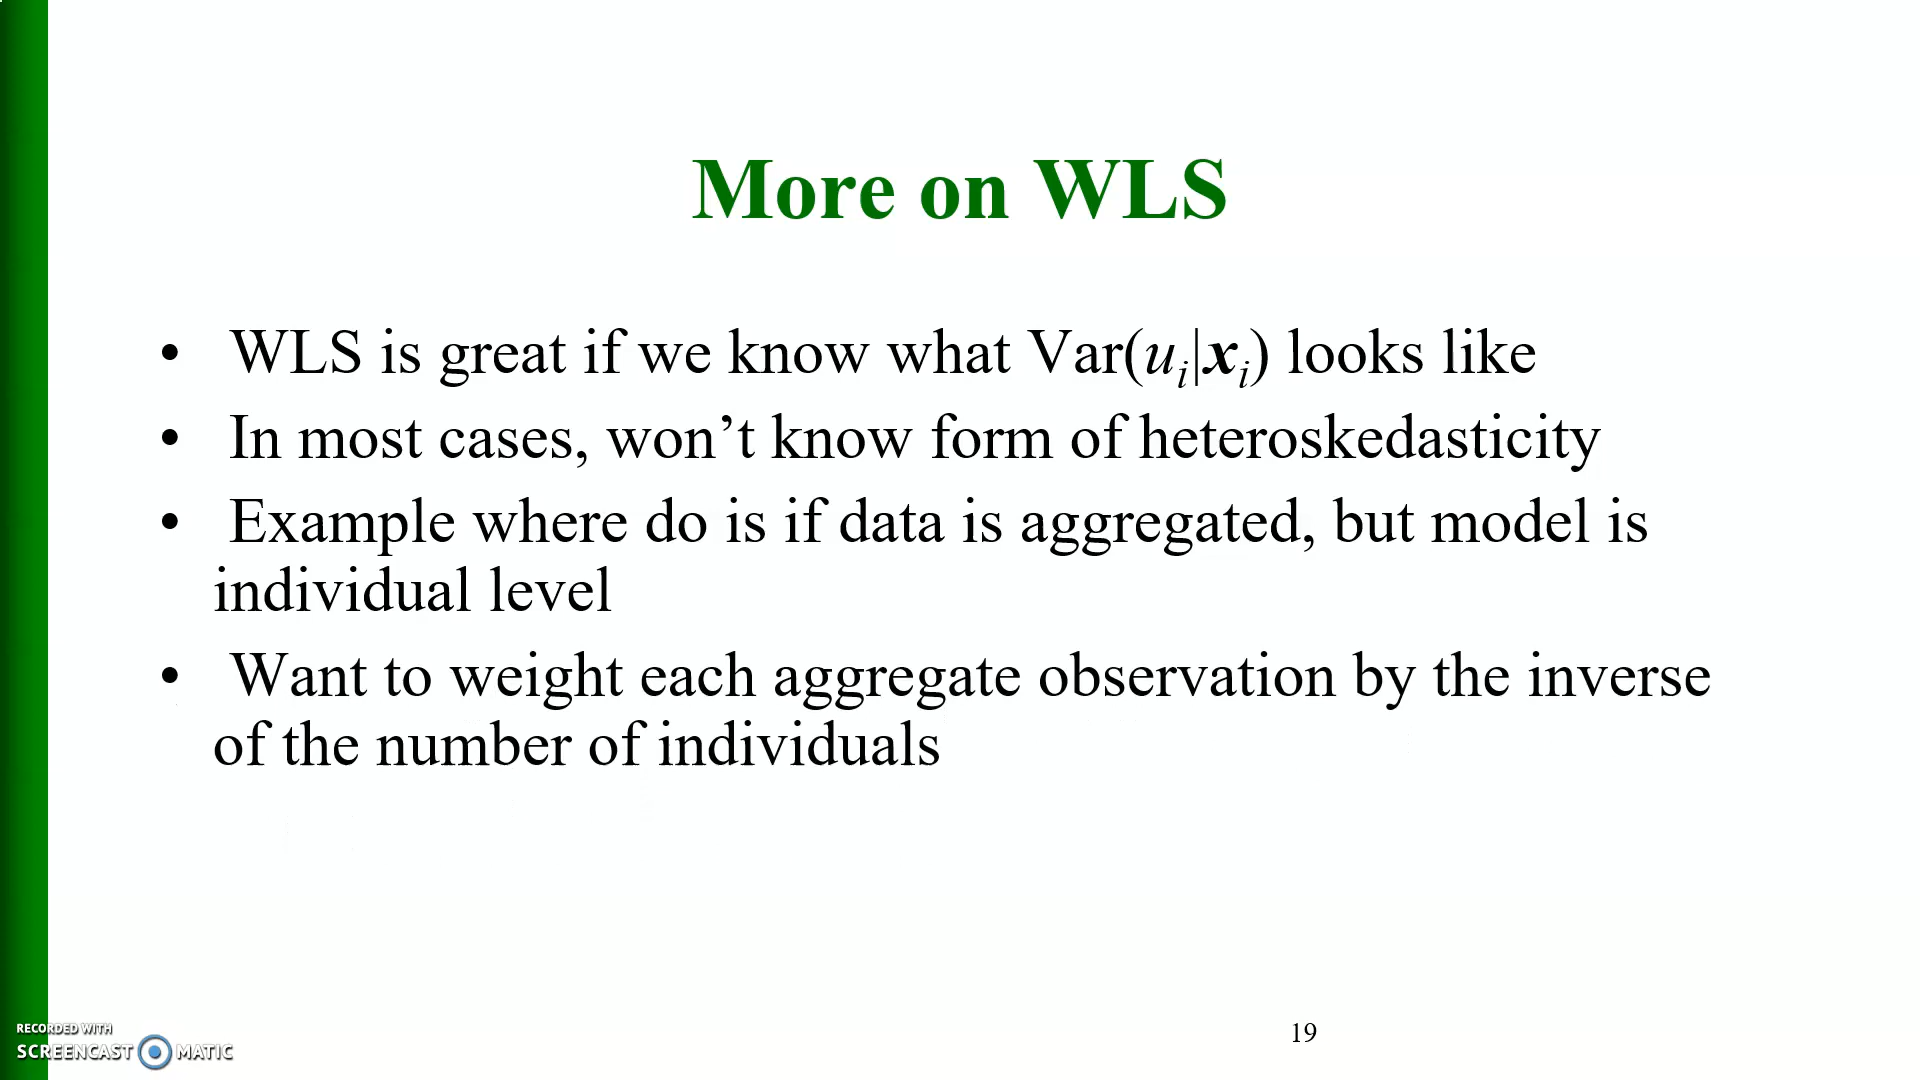 More on WLS
• WLS is great if we know what Var(uᵢ|xᵢ) looks like
• In most cases, won’t know form of heteroskedasticity
• Example where do is if data is aggregated, but model is
individual level
• Want to weight each aggregate observation by the inverse
of the number of individuals
19
RECORDED WITH
SCREENCAST MATIC